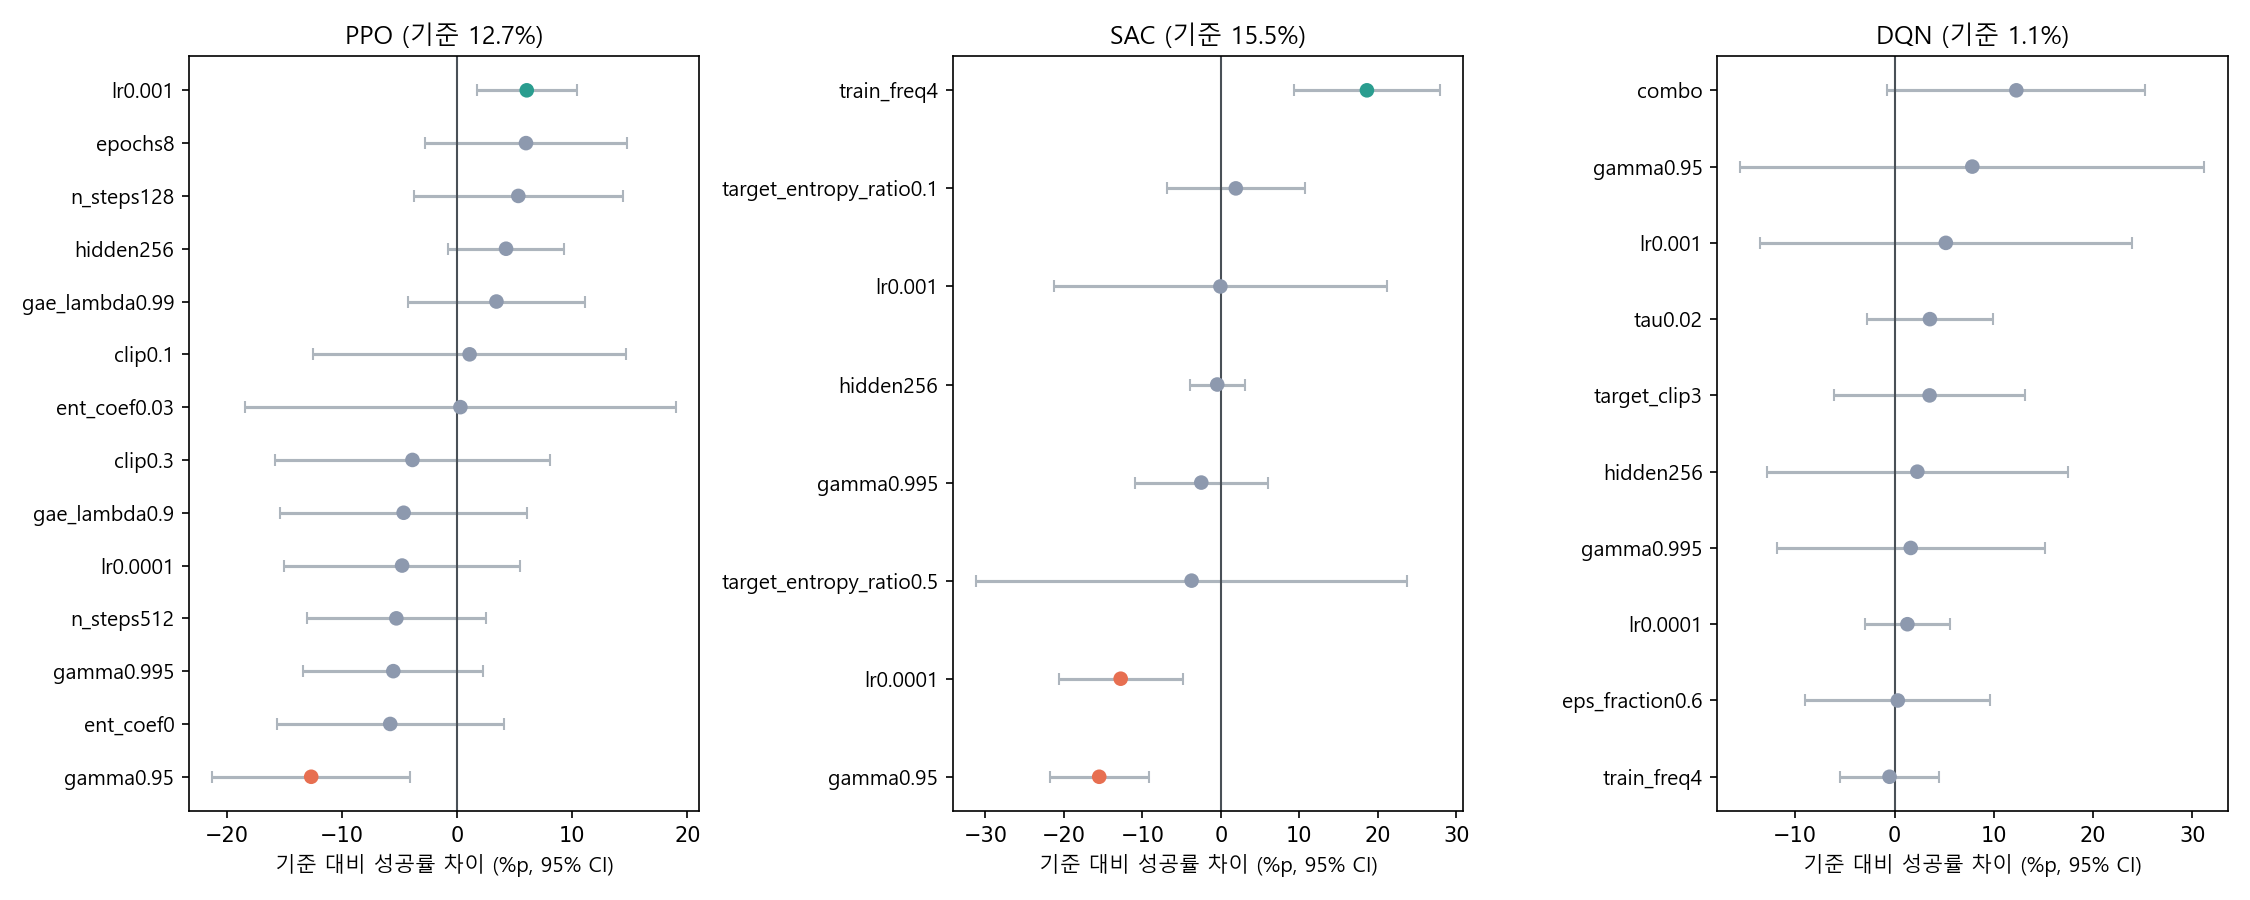 PPO (기준 12.7%)
lr0.001
epochs8
n_steps128
hidden256
gae_lambda0.99
clip0.1
ent_coef0.03
clip0.3
gae_lambda0.9
lr0.0001
n_steps512
gamma0.995
ent_coef0
gamma0.95
−20 −10 0 10 20
기준 대비 성공률 차이 (%p, 95% CI)
SAC (기준 15.5%)
train_freq4
target_entropy_ratio0.1
lr0.001
hidden256
gamma0.995
target_entropy_ratio0.5
lr0.0001
gamma0.95
−30 −20 −10 0 10 20 30
기준 대비 성공률 차이 (%p, 95% CI)
DQN (기준 1.1%)
combo
gamma0.95
lr0.001
tau0.02
target_clip3
hidden256
gamma0.995
lr0.0001
eps_fraction0.6
train_freq4
−10 0 10 20 30
기준 대비 성공률 차이 (%p, 95% CI)